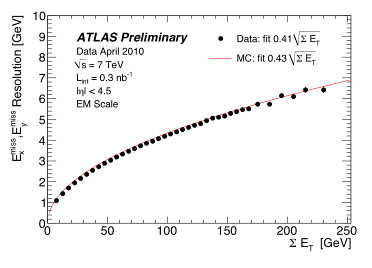 ATLAS Preliminary
Data April 2010
√s = 7 TeV
L_int = 0.3 nb⁻¹
|η| < 4.5
EM Scale
Data: fit 0.41√Σ E_T
MC: fit 0.43 √Σ E_T
E_x^miss, E_y^miss Resolution [GeV]
10
9
8
7
6
5
4
3
2
1
0
0 50 100 150 200 250
Σ E_T [GeV]